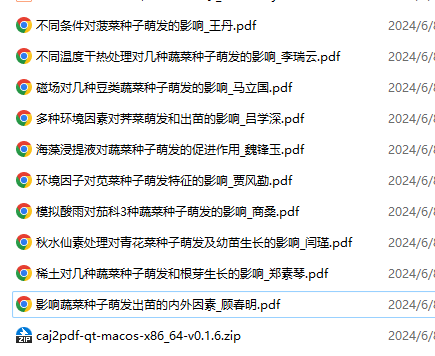 不同条件对菠菜种子萌发的影响_王丹.pdf 2024/6/
不同温度干热处理对几种蔬菜种子萌发的影响_李瑞云.pdf 2024/6/
磁场对几种豆类蔬菜种子萌发的影响_马立国.pdf 2024/6/
多种环境因素对荠菜萌发和出苗的影响_吕学深.pdf 2024/6/
海藻浸提液对蔬菜种子萌发的促进作用_魏锋玉.pdf 2024/6/
环境因子对苋菜种子萌发特征的影响_贾风勤.pdf 2024/6/
模拟酸雨对茄科3种蔬菜种子萌发的影响_商桑.pdf 2024/6/
秋水仙素处理对青花菜种子萌发及幼苗生长的影响_闫瑾.pdf 2024/6/
稀土对几种蔬菜种子萌发和根芽生长的影响_郑素琴.pdf 2024/6/
影响蔬菜种子萌发出苗的内外因素_顾春明.pdf 2024/6/
ZIP caj2pdf-qt-macos-x86_64-v0.1.6.zip 2024/6/